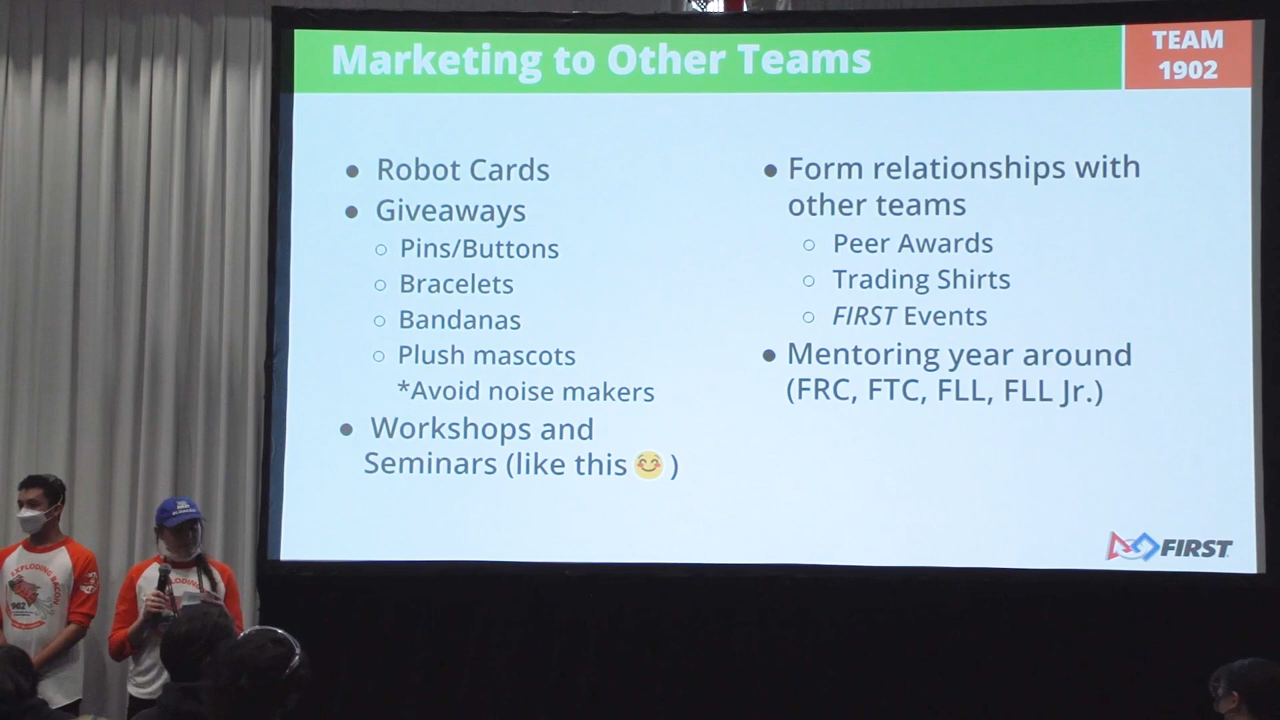 Marketing to Other Teams
TEAM
1902
● Robot Cards
● Giveaways
○ Pins/Buttons
○ Bracelets
○ Bandanas
○ Plush mascots
*Avoid noise makers
● Workshops and
Seminars (like this 😊 )
● Form relationships with
other teams
○ Peer Awards
○ Trading Shirts
○ FIRST Events
● Mentoring year around
(FRC, FTC, FLL, FLL Jr.)
FIRST
EXPLODING BACON